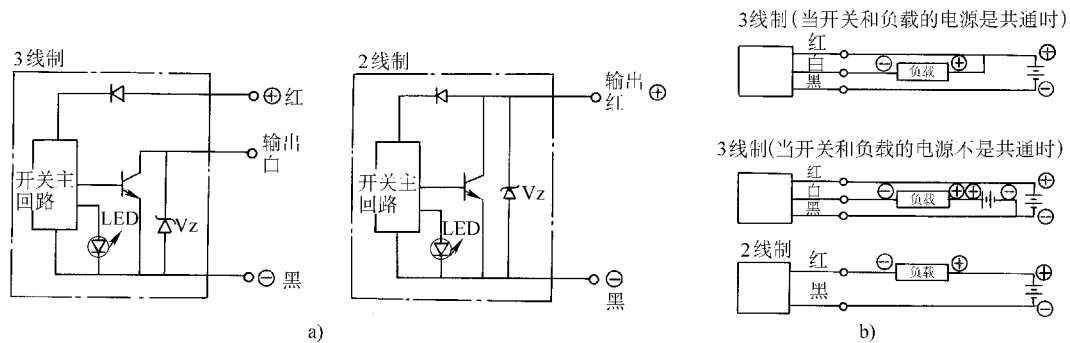 3线制
⊕红
输出
白
开关主
回路
LED
Vz
⊖ 黑
2线制
输出 ⊕
红
开关主
回路
LED
Vz
⊖
黑
a)
3线制(当开关和负载的电源是共通时)
红
白
黑
⊖ 负载 ⊕
⊕
⊖
3线制(当开关和负载的电源不是共通时)
红
白
黑
⊖ 负载 ⊕⊕ ⊖
⊕
⊖
2线制
红
黑
⊖ 负载 ⊕
⊕
⊖
b)